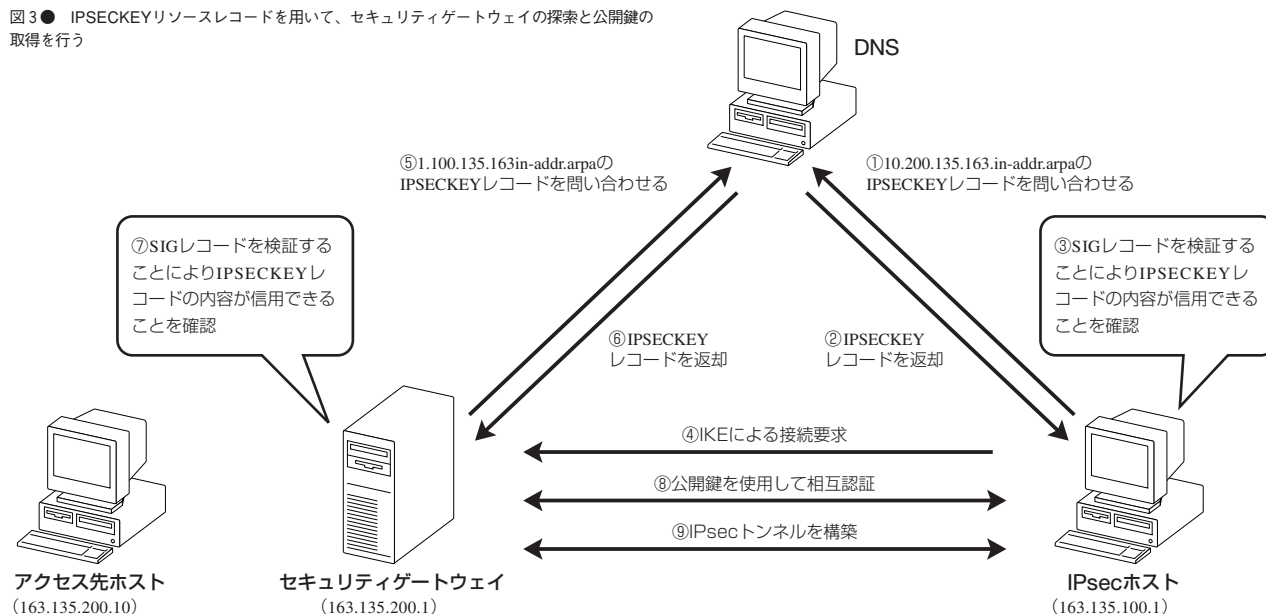 図3● IPSECKEYリソースレコードを用いて、セキュリティゲートウェイの探索と公開鍵の
取得を行う
DNS
⑤1.100.135.163in-addr.arpaの
IPSECKEYレコードを問い合わせる
①10.200.135.163.in-addr.arpaの
IPSECKEYレコードを問い合わせる
⑦SIGレコードを検証する
ことによりIPSECKEYレ
コードの内容が信用できる
ことを確認
③SIGレコードを検証する
ことによりIPSECKEYレ
コードの内容が信用できる
ことを確認
⑥IPSECKEY
レコードを返却
②IPSECKEY
レコードを返却
④IKEによる接続要求
⑧公開鍵を使用して相互認証
⑨IPsecトンネルを構築
アクセス先ホスト
(163.135.200.10)
セキュリティゲートウェイ
(163.135.200.1)
IPsecホスト
(163.135.100.1)